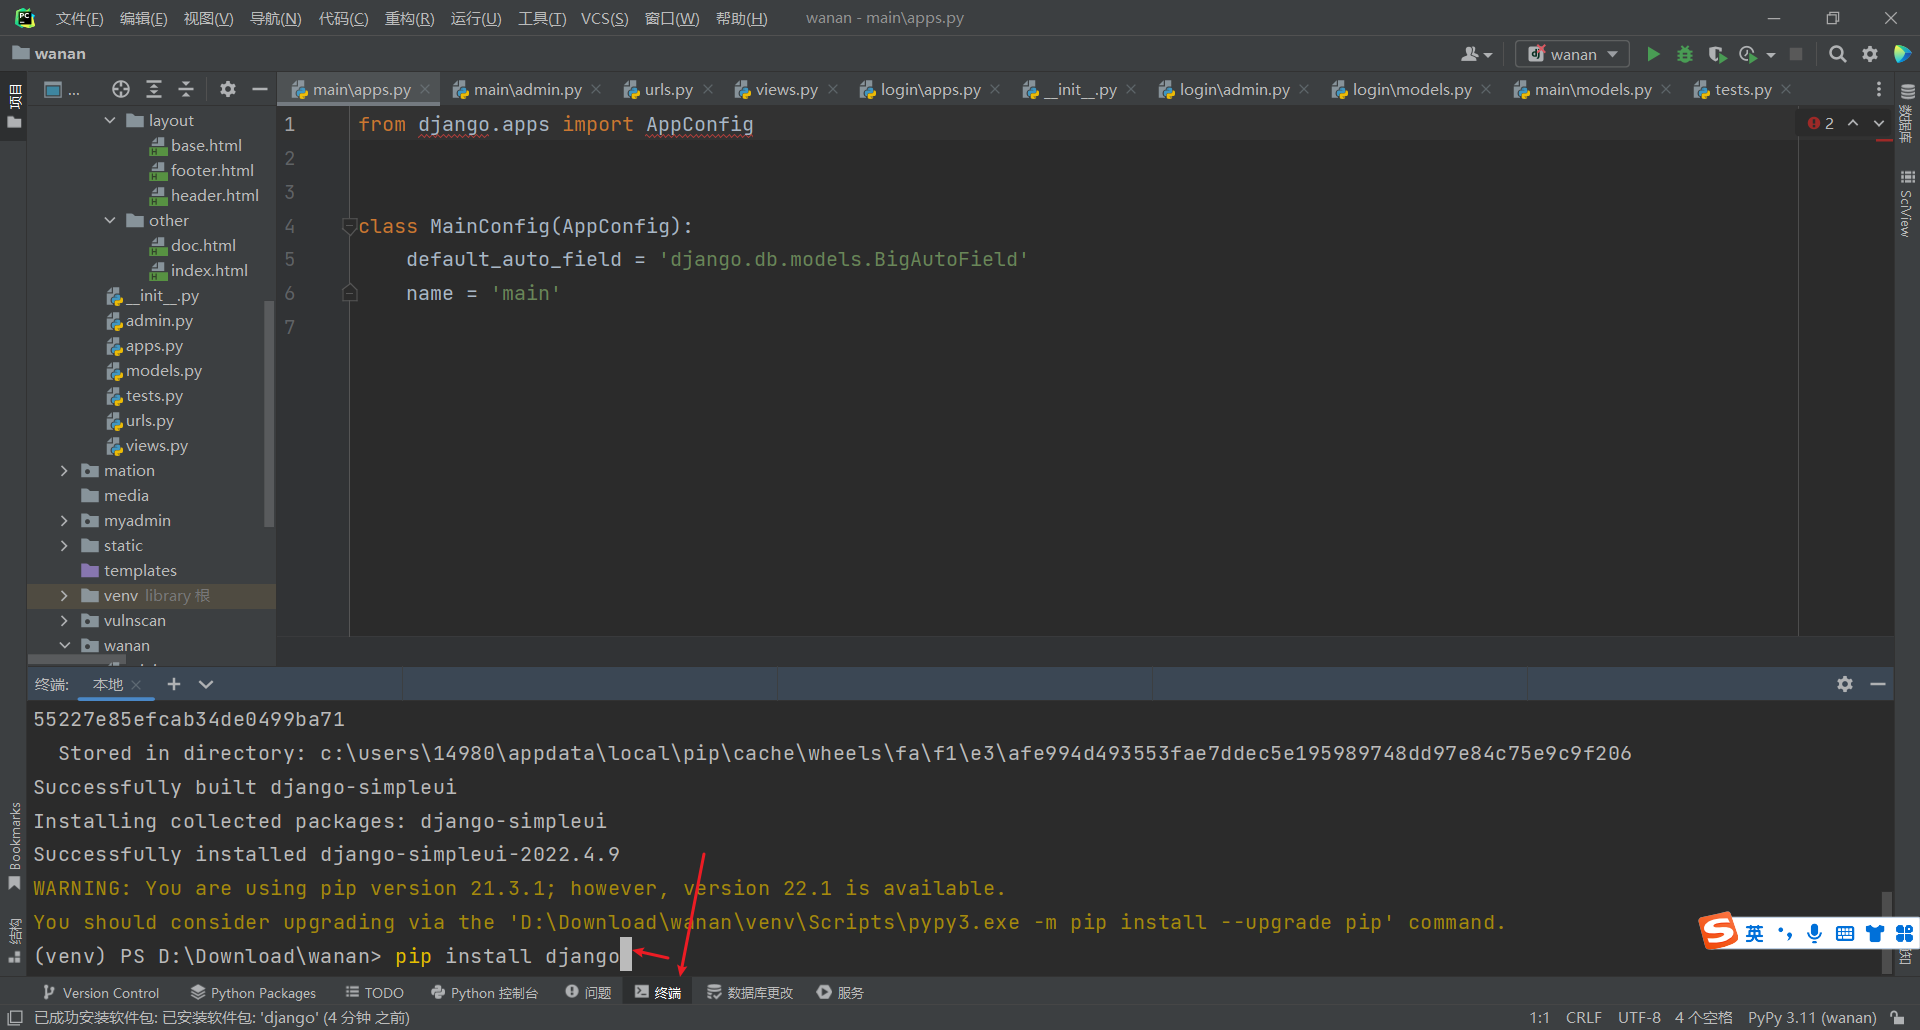 文件(F) 编辑(E) 视图(V) 导航(N) 代码(C) 重构(R) 运行(U) 工具(T) VCS(S) 窗口(W) 帮助(H) wanan - main\apps.py
wanan
wanan
项目
...
main\apps.py main\admin.py urls.py views.py login\apps.py __init__.py login\admin.py login\models.py main\models.py tests.py
layout
base.html
footer.html
header.html
other
doc.html
index.html
__init__.py
admin.py
apps.py
models.py
tests.py
urls.py
views.py
mation
media
myadmin
static
templates
venv library 根
vulnscan
wanan
1 from django.apps import AppConfig
2
3
4 class MainConfig(AppConfig):
5 default_auto_field = 'django.db.models.BigAutoField'
6 name = 'main'
7
2
数据库
SciView
终端: 本地
55227e85efcab34de0499ba71
Stored in directory: c:\users\14980\appdata\local\pip\cache\wheels\fa\f1\e3\afe994d493553fae7ddec5e195989748dd97e84c75e9c9f206
Successfully built django-simpleui
Installing collected packages: django-simpleui
Successfully installed django-simpleui-2022.4.9
WARNING: You are using pip version 21.3.1; however, version 22.1 is available.
You should consider upgrading via the 'D:\Download\wanan\venv\Scripts\pypy3.exe -m pip install --upgrade pip' command.
(venv) PS D:\Download\wanan> pip install django
Bookmarks
结构
英
知
Version Control Python Packages TODO Python 控制台 问题 终端 数据库更改 服务
已成功安装软件包: 已安装软件包: 'django' (4 分钟 之前) 1:1 CRLF UTF-8 4 个空格 PyPy 3.11 (wanan)